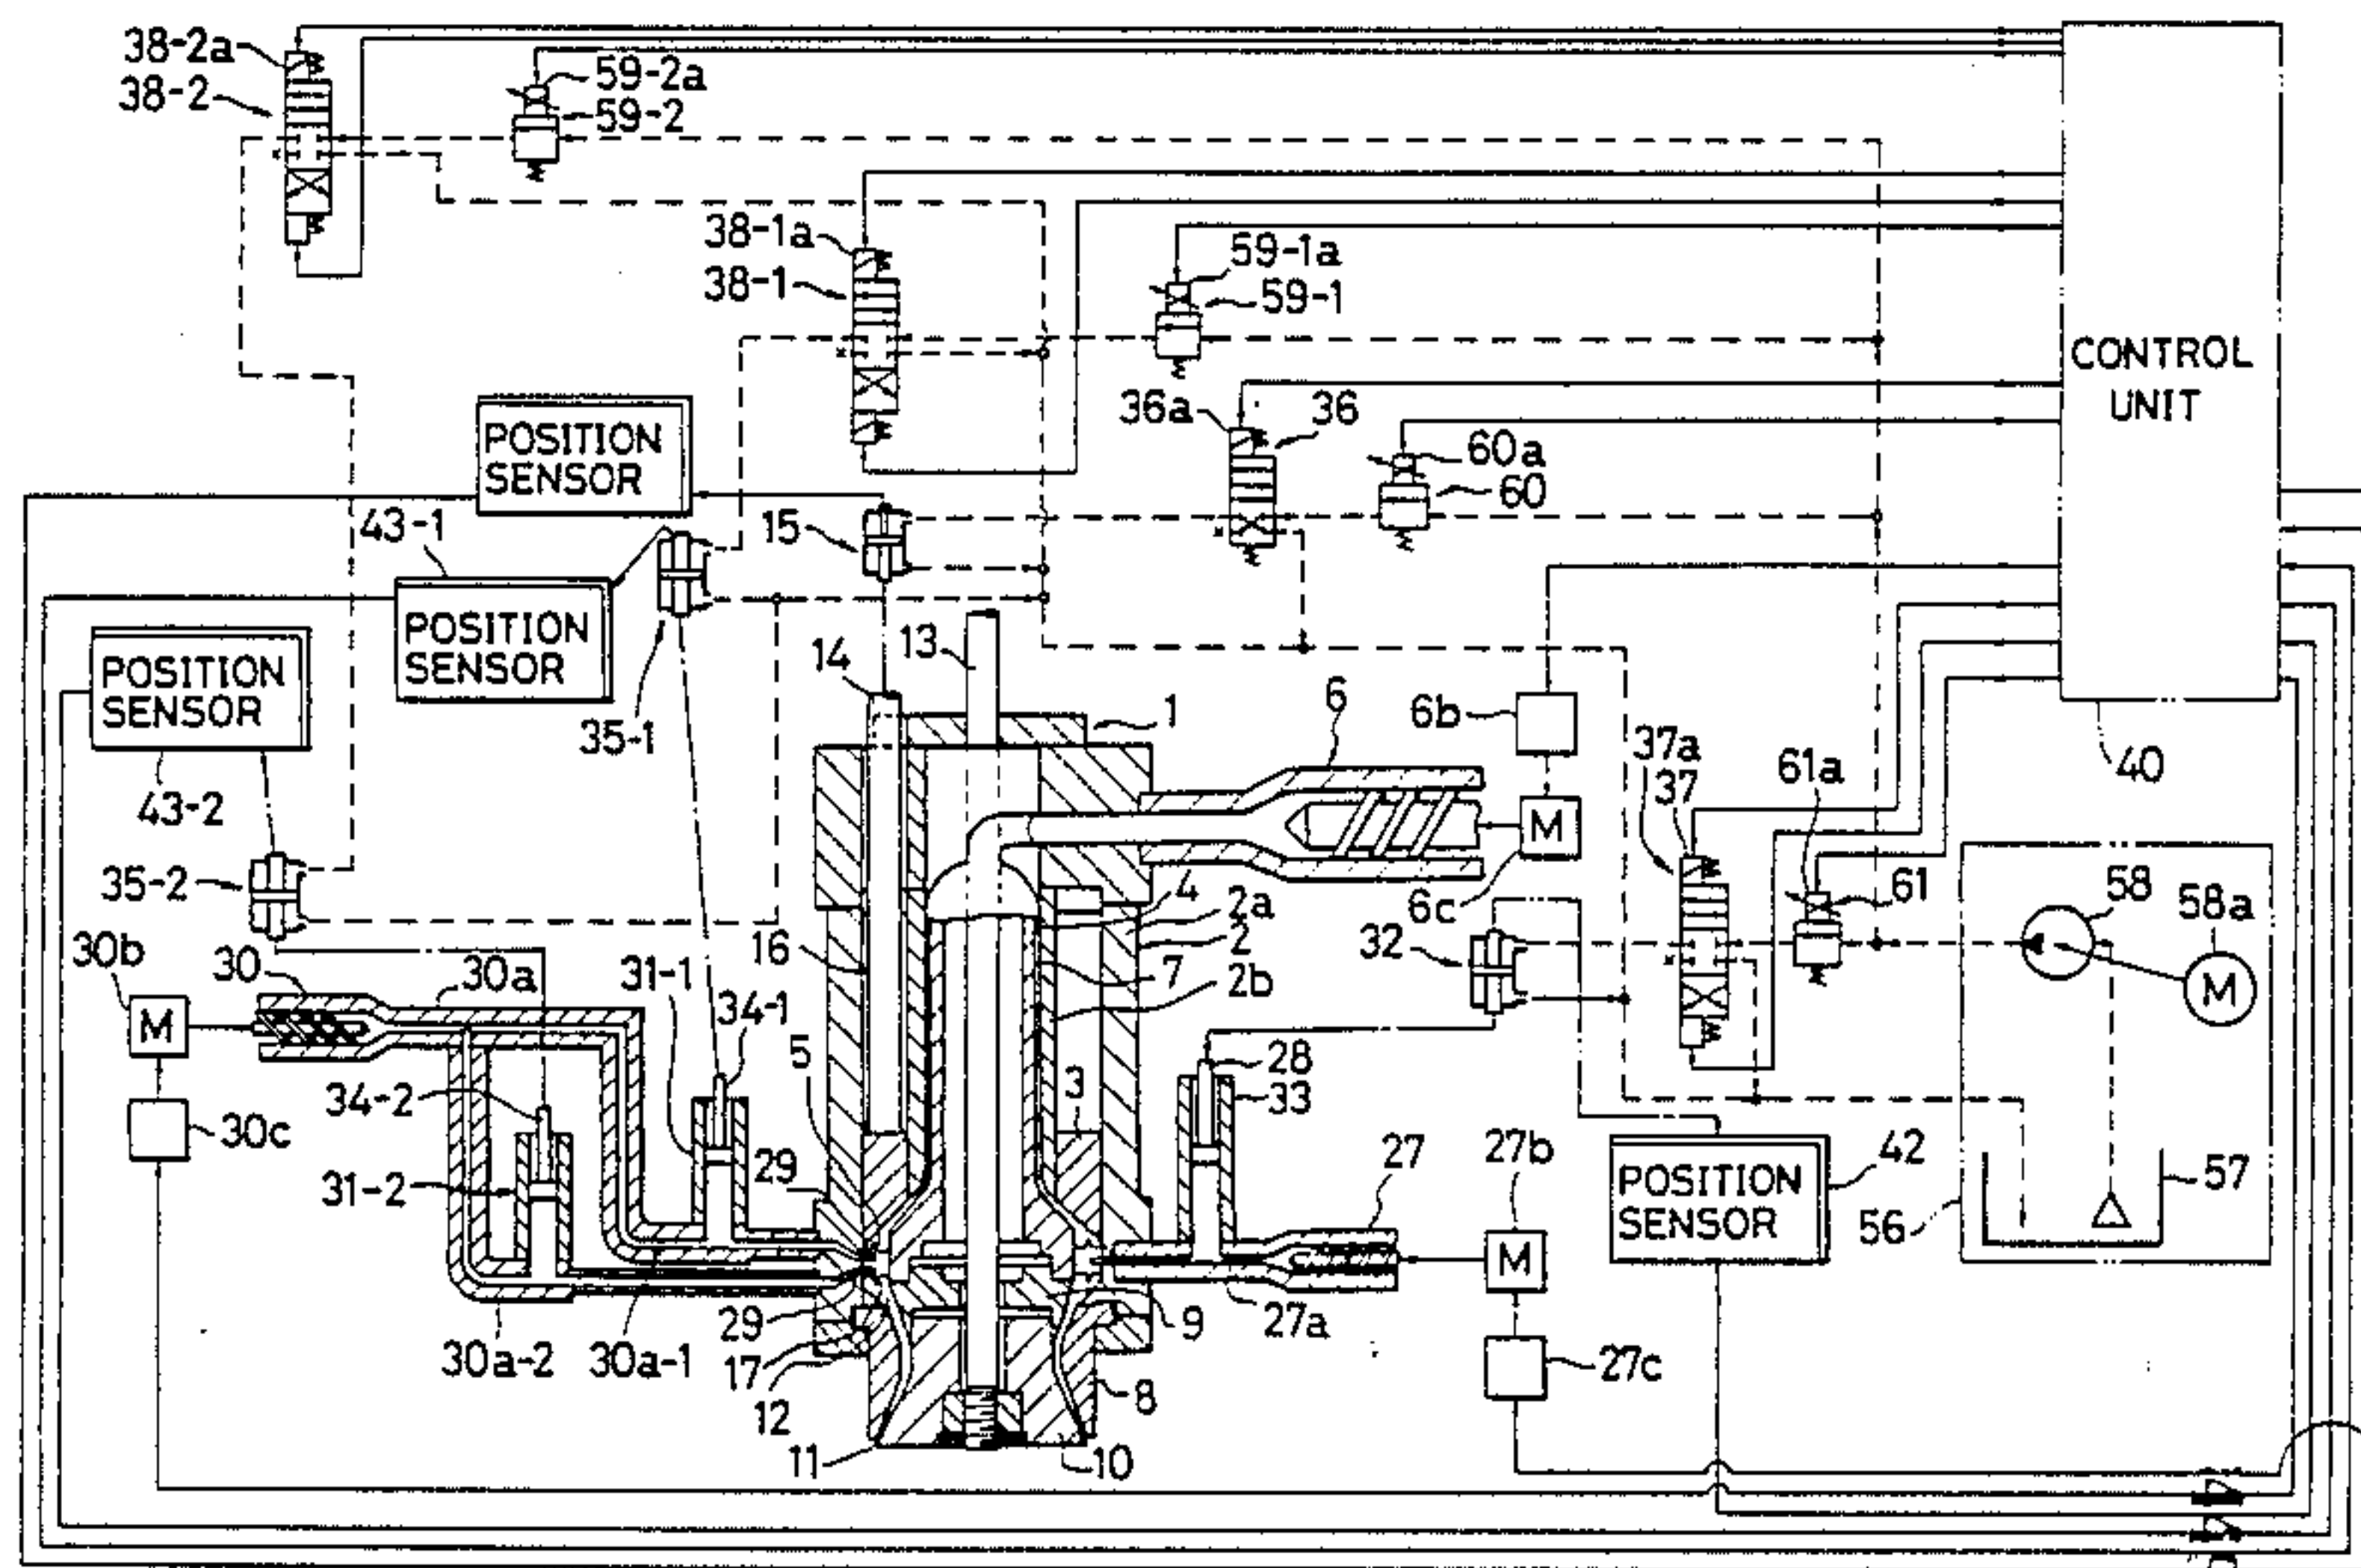 38-2a
38-2
59-2a
59-2
38-1a
38-1
59-1a
59-1
CONTROL
UNIT
36a
36
60a
60
POSITION
SENSOR
43-1
15
POSITION
SENSOR
POSITION
SENSOR
43-2
35-1
14
13
1
6
6b
37a
37
61a
40
M
6c
35-2
4
2a
2
32
61
58
58a
M
30b
30
30a
31-1
34-1
16
7
2b
M
5
28
33
3
34-2
30c
31-2
29
27
27b
POSITION
SENSOR
42
57
56
M
29
30a-2
30a-1
17
12
9
27a
27c
8
11
10